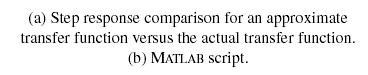 (a) Step response comparison for an approximate
transfer function versus the actual transfer function.
(b) MATLAB script.